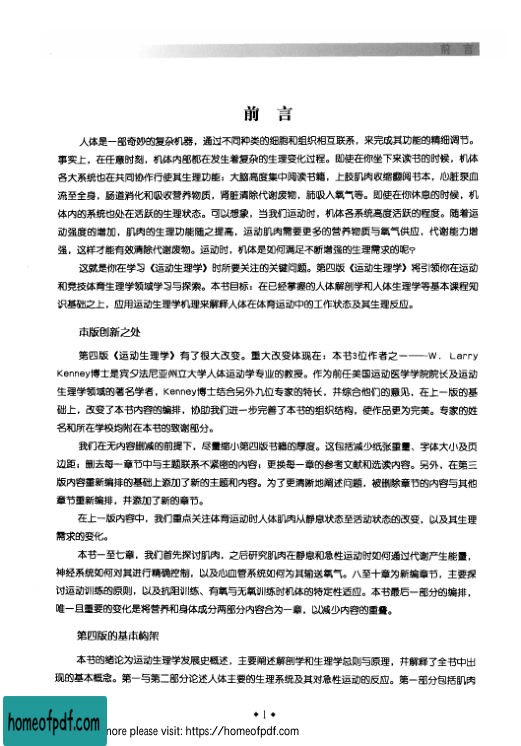 前 言
前 言
人体是一部奇妙的复杂机器，通过不同种类的细胞和组织相互联系，来完成其功能的精细调节。
事实上，在任意时刻，机体内部都在发生着复杂的生理变化过程。即使在你坐下来读书的时候，机体
各大系统也在共同协作行使其生理功能：大脑高度集中阅读书籍，上肢肌肉收缩翻阅书本，心脏泵血
流至全身，肠道消化和吸收营养物质，肾脏清除代谢废物，肺吸入氧气等。即使在你休息的时候，机
体内的系统也处在活跃的生理状态。可以想象，当我们运动时，机体各系统高度活跃的程度。随着运
动强度的增加，肌肉的生理功能随之提高，运动肌肉需要更多的营养物质与氧气供应，代谢能力增
强，这样才能有效清除代谢废物。运动时，机体是如何满足不断增强的生理需求的呢？
这就是你在学习《运动生理学》时所要关注的关键问题。第四版《运动生理学》将引领你在运动
和竞技体育生理学领域学习与探索。本书目标：在已经掌握的人体解剖学和人体生理学等基本课程知
识基础之上，应用运动生理学机理来解释人体在体育运动中的工作状态及其生理反应。
本版创新之处
第四版《运动生理学》有了很大改变。重大改变体现在：本书3位作者之一——W. Larry
Kenney博士是宾夕法尼亚州立大学人体运动学专业的教授。作为前任美国运动医学学院院长及运动
生理学领域的著名学者，Kenney博士结合另外九位专家的特长，并综合他们的意见，在上一版的基
础上，改变了本书内容的编排，协助我们进一步完善了本书的组织结构，使作品更为完美。专家的姓
名和所在学校均附在本书的致谢部分。
我们在无内容删减的前提下，尽量缩小第四版书籍的厚度。这包括减少纸张重量、字体大小及页
边距；删去每一章节中与主题联系不紧密的内容；更换每一章的参考文献和选读内容。另外，在第三
版内容重新编排的基础上添加了新的主题和内容。为了更清晰地阐述问题，被删除章节的内容与其他
章节重新编排，并添加了新的章节。
在上一版内容中，我们重点关注体育运动时人体肌肉从静息状态至活动状态的改变，以及其生理
需求的变化。
本书一至七章，我们首先探讨肌肉，之后研究肌肉在静息和急性运动时如何通过代谢产生能量，
神经系统如何对其进行精确控制，以及心血管系统如何为其输送氧气。八至十章为新编章节，主要探
讨运动训练的原则，以及抗阻训练、有氧与无氧训练时机体的特定性适应。本书最后一部分的编排，
唯一且重要的变化是将营养和身体成分两部分内容合为一章，以减少内容的重叠。
第四版的基本构架
本书的绪论为运动生理学发展史概述，主要阐述解剖学和生理学总则与原理，并解释了全书中出
现的基本概念。第一与第二部分论述人体主要的生理系统及其对急性运动的反应。第一部分包括肌肉
◆ I ◆
homeofpdf.com
more please visit: https://homeofpdf.com